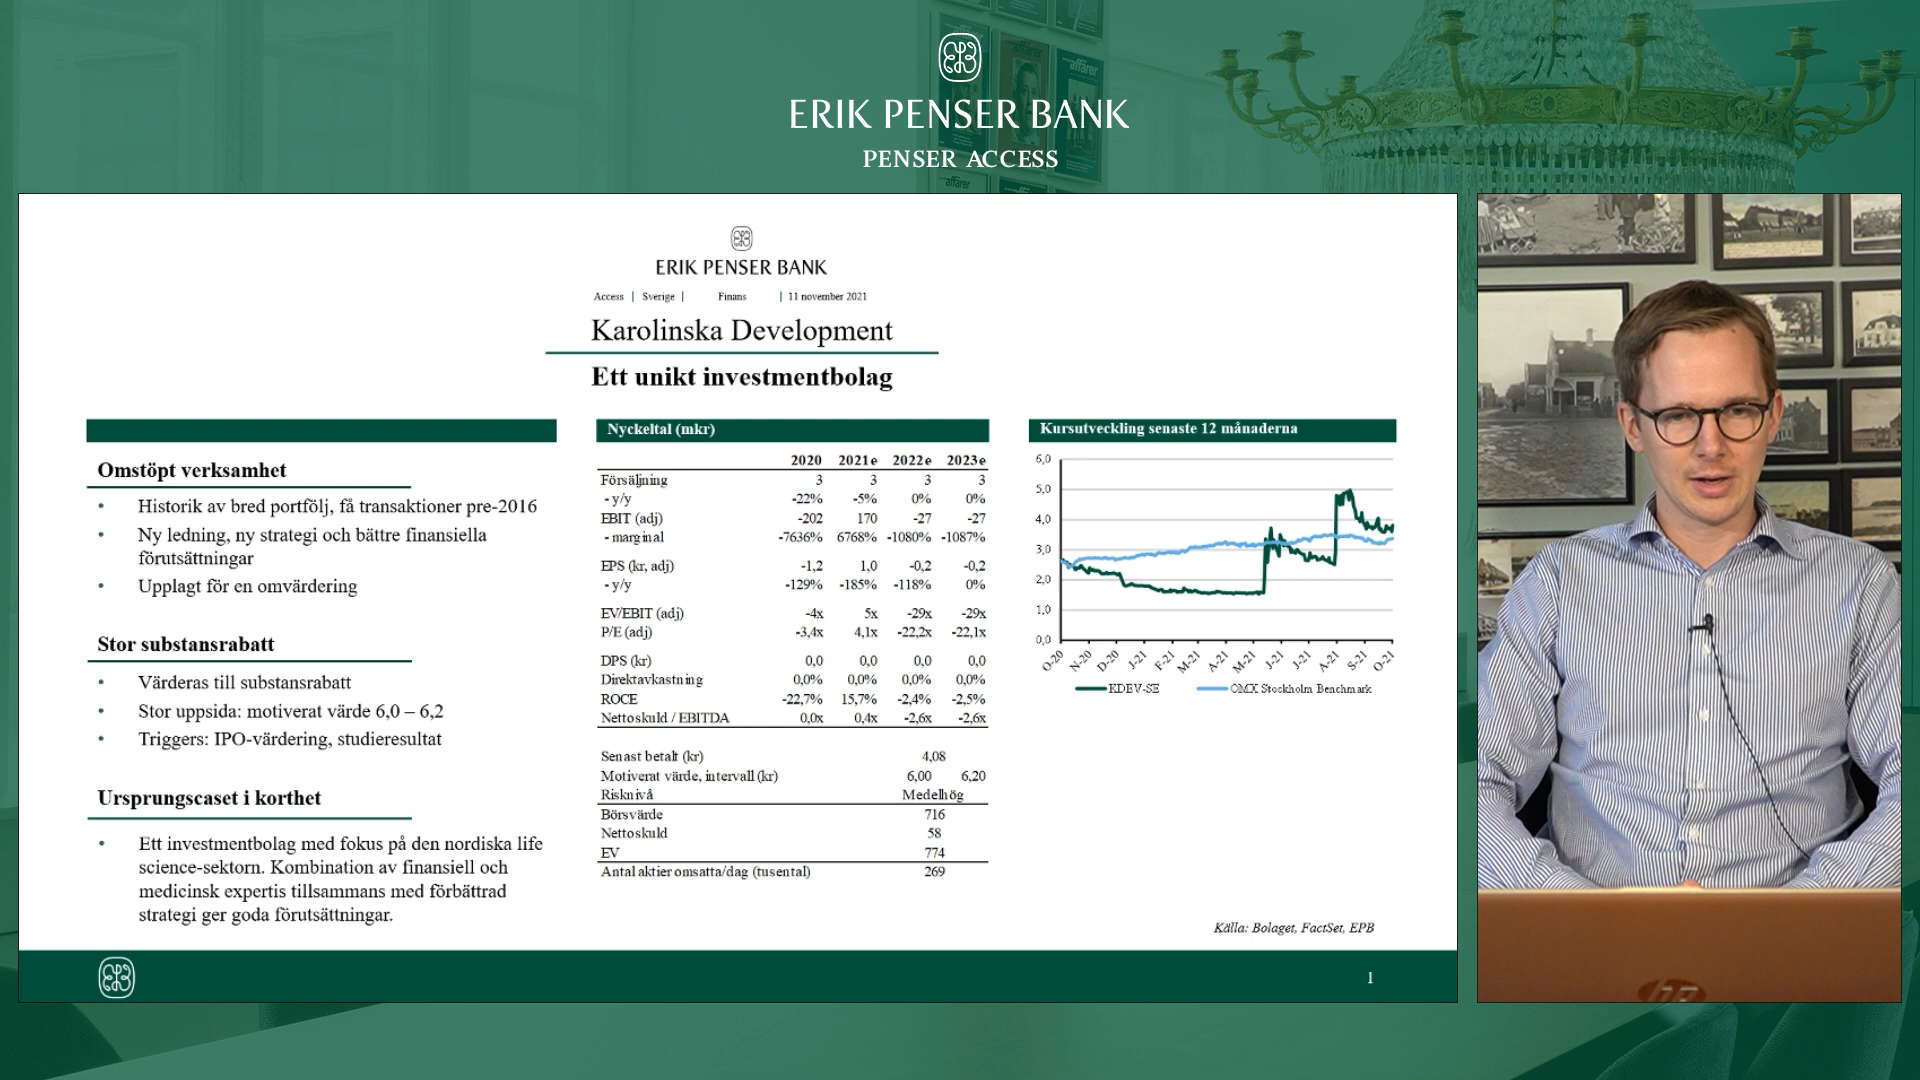 affärer
affärer
affärer
ERIK PENSER BANK
PENSER ACCESS
ERIK PENSER BANK
Access | Sverige | Finans | 11 november 2021
Karolinska Development
Ett unikt investmentbolag
Omstöpt verksamhet
• Historik av bred portfölj, få transaktioner pre-2016
• Ny ledning, ny strategi och bättre finansiella
förutsättningar
• Upplagt för en omvärdering
Stor substansrabatt
• Värderas till substansrabatt
• Stor uppsida: motiverat värde 6,0 – 6,2
• Triggers: IPO-värdering, studieresultat
Ursprungscaset i korthet
• Ett investmentbolag med fokus på den nordiska life
science-sektorn. Kombination av finansiell och
medicinsk expertis tillsammans med förbättrad
strategi ger goda förutsättningar.
Nyckeltal (mkr)
2020 2021e 2022e 2023e
Försäljning 3 3 3 3
- y/y -22% -5% 0% 0%
EBIT (adj) -202 170 -27 -27
- marginal -7636% 6768% -1080% -1087%
EPS (kr, adj) -1,2 1,0 -0,2 -0,2
- y/y -129% -185% -118% 0%
EV/EBIT (adj) -4x 5x -29x -29x
P/E (adj) -3,4x 4,1x -22,2x -22,1x
DPS (kr) 0,0 0,0 0,0 0,0
Direktavkastning 0,0% 0,0% 0,0% 0,0%
ROCE -22,7% 15,7% -2,4% -2,5%
Nettoskuld / EBITDA 0,0x 0,4x -2,6x -2,6x
Senast betalt (kr) 4,08
Motiverat värde, intervall (kr) 6,00 6,20
Risknivå Medelhög
Börsvärde 716
Nettoskuld 58
EV 774
Antal aktier omsatta/dag (tusental) 269
Kursutveckling senaste 12 månaderna
6,0
5,0
4,0
3,0
2,0
1,0
0,0
O-20 N-20 D-20 J-21 F-21 M-21 A-21 M-21 J-21 J-21 A-21 S-21 O-21
KDEV-SE OMX Stockholm Benchmark
Källa: Bolaget, FactSet, EPB
1
hp